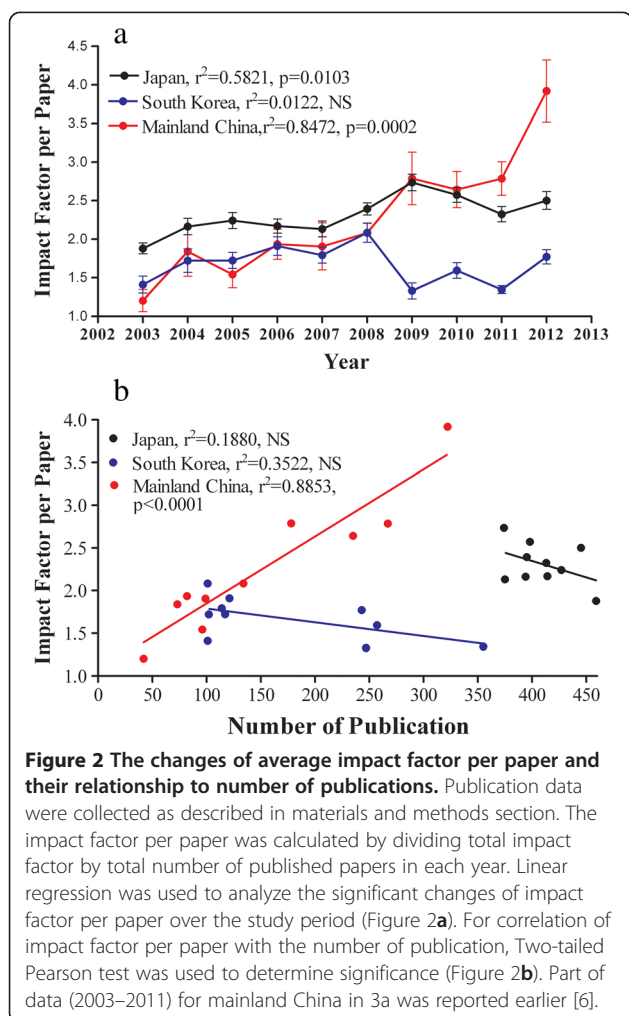 a
Impact Factor per Paper
4.5
4.0
3.5
3.0
2.5
2.0
1.5
1.0
Japan, r²=0.5821, p=0.0103
South Korea, r²=0.0122, NS
Mainland China,r²=0.8472, p=0.0002
2002 2003 2004 2005 2006 2007 2008 2009 2010 2011 2012 2013
Year
b
Impact Factor per Paper
4.0
3.5
3.0
2.5
2.0
1.5
1.0
Japan, r²=0.1880, NS
South Korea, r²=0.3522, NS
Mainland China, r²=0.8853,
p<0.0001
0 50 100 150 200 250 300 350 400 450
Number of Publication
Figure 2 The changes of average impact factor per paper and
their relationship to number of publications. Publication data
were collected as described in materials and methods section. The
impact factor per paper was calculated by dividing total impact
factor by total number of published papers in each year. Linear
regression was used to analyze the significant changes of impact
factor per paper over the study period (Figure 2a). For correlation of
impact factor per paper with the number of publication, Two-tailed
Pearson test was used to determine significance (Figure 2b). Part of
data (2003–2011) for mainland China in 3a was reported earlier [6].